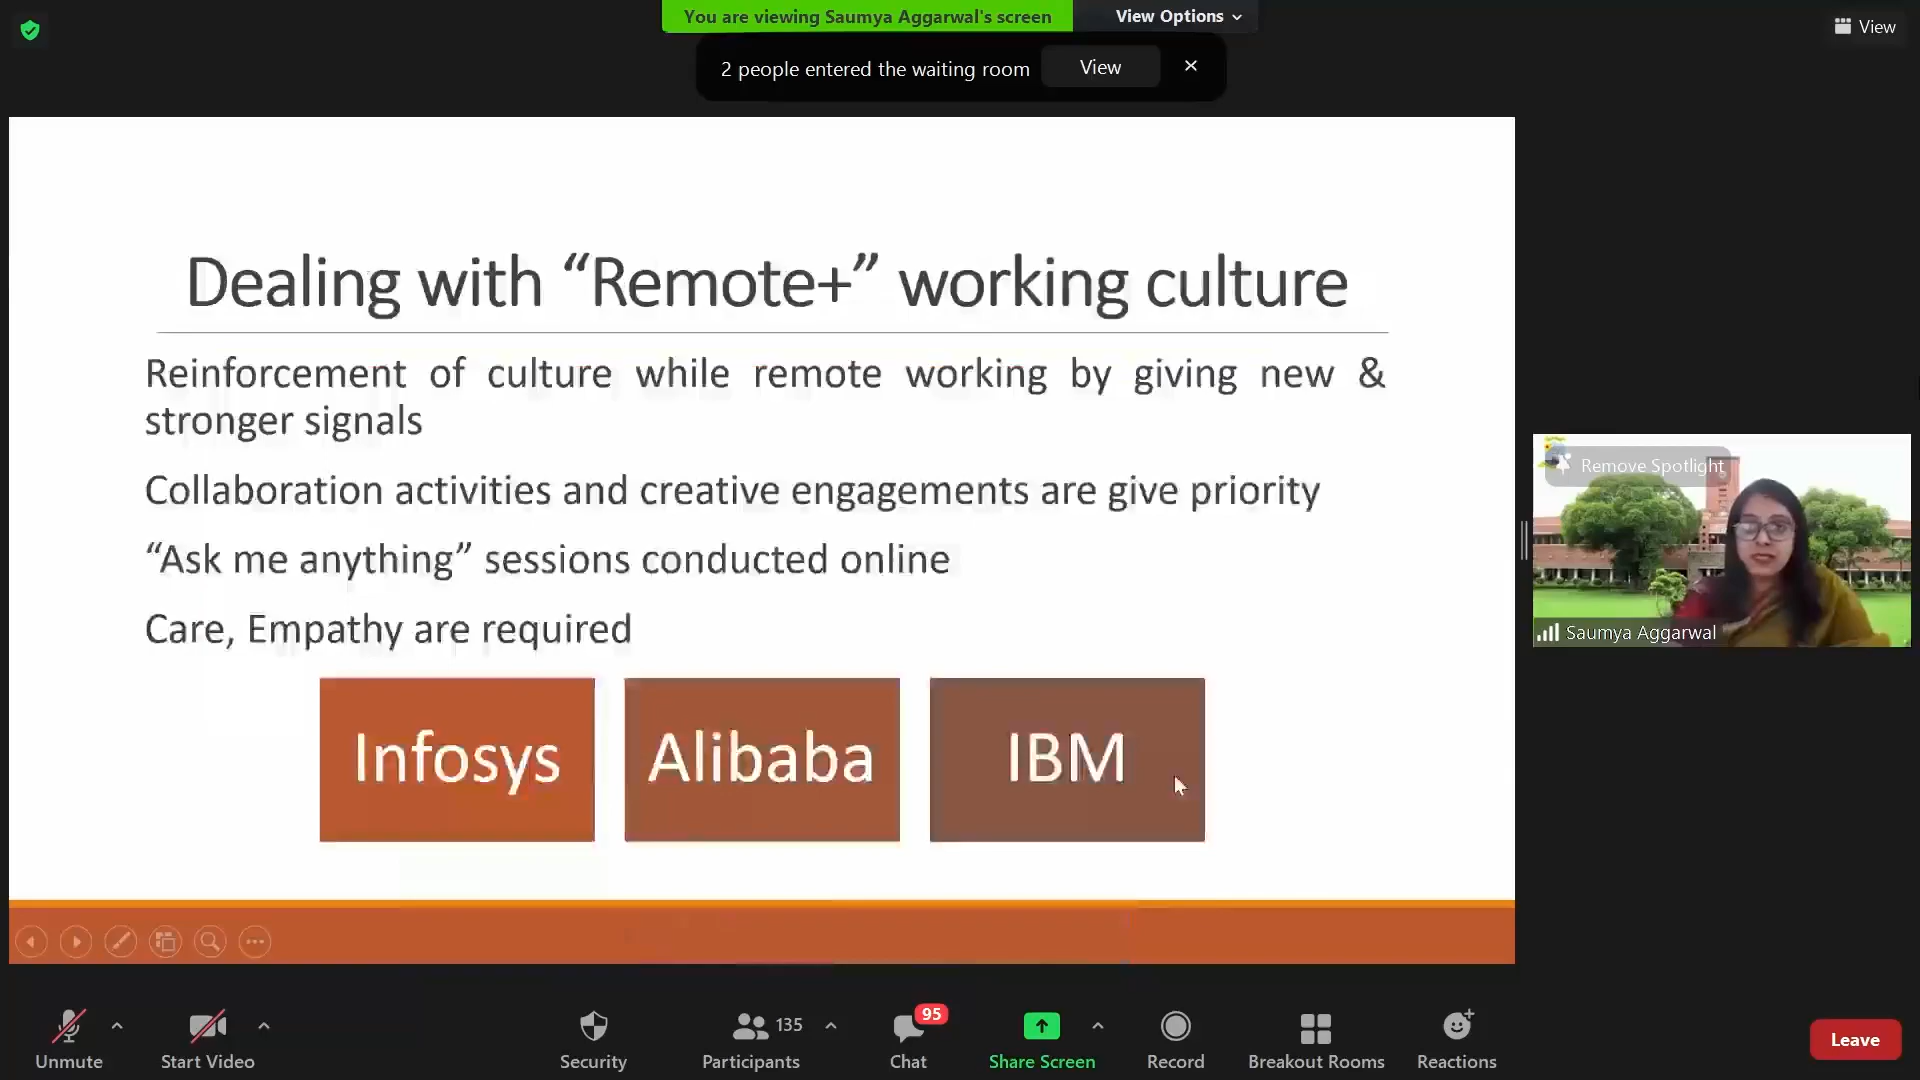 You are viewing Saumya Aggarwal's screen
View Options
View
2 people entered the waiting room
View
Dealing with “Remote+” working culture
Reinforcement of culture while remote working by giving new &
stronger signals
Collaboration activities and creative engagements are give priority
“Ask me anything” sessions conducted online
Care, Empathy are required
Infosys
Alibaba
IBM
Remove Spotlight
Saumya Aggarwal
Unmute
Start Video
Security
135
Participants
95
Chat
Share Screen
Record
Breakout Rooms
Reactions
Leave